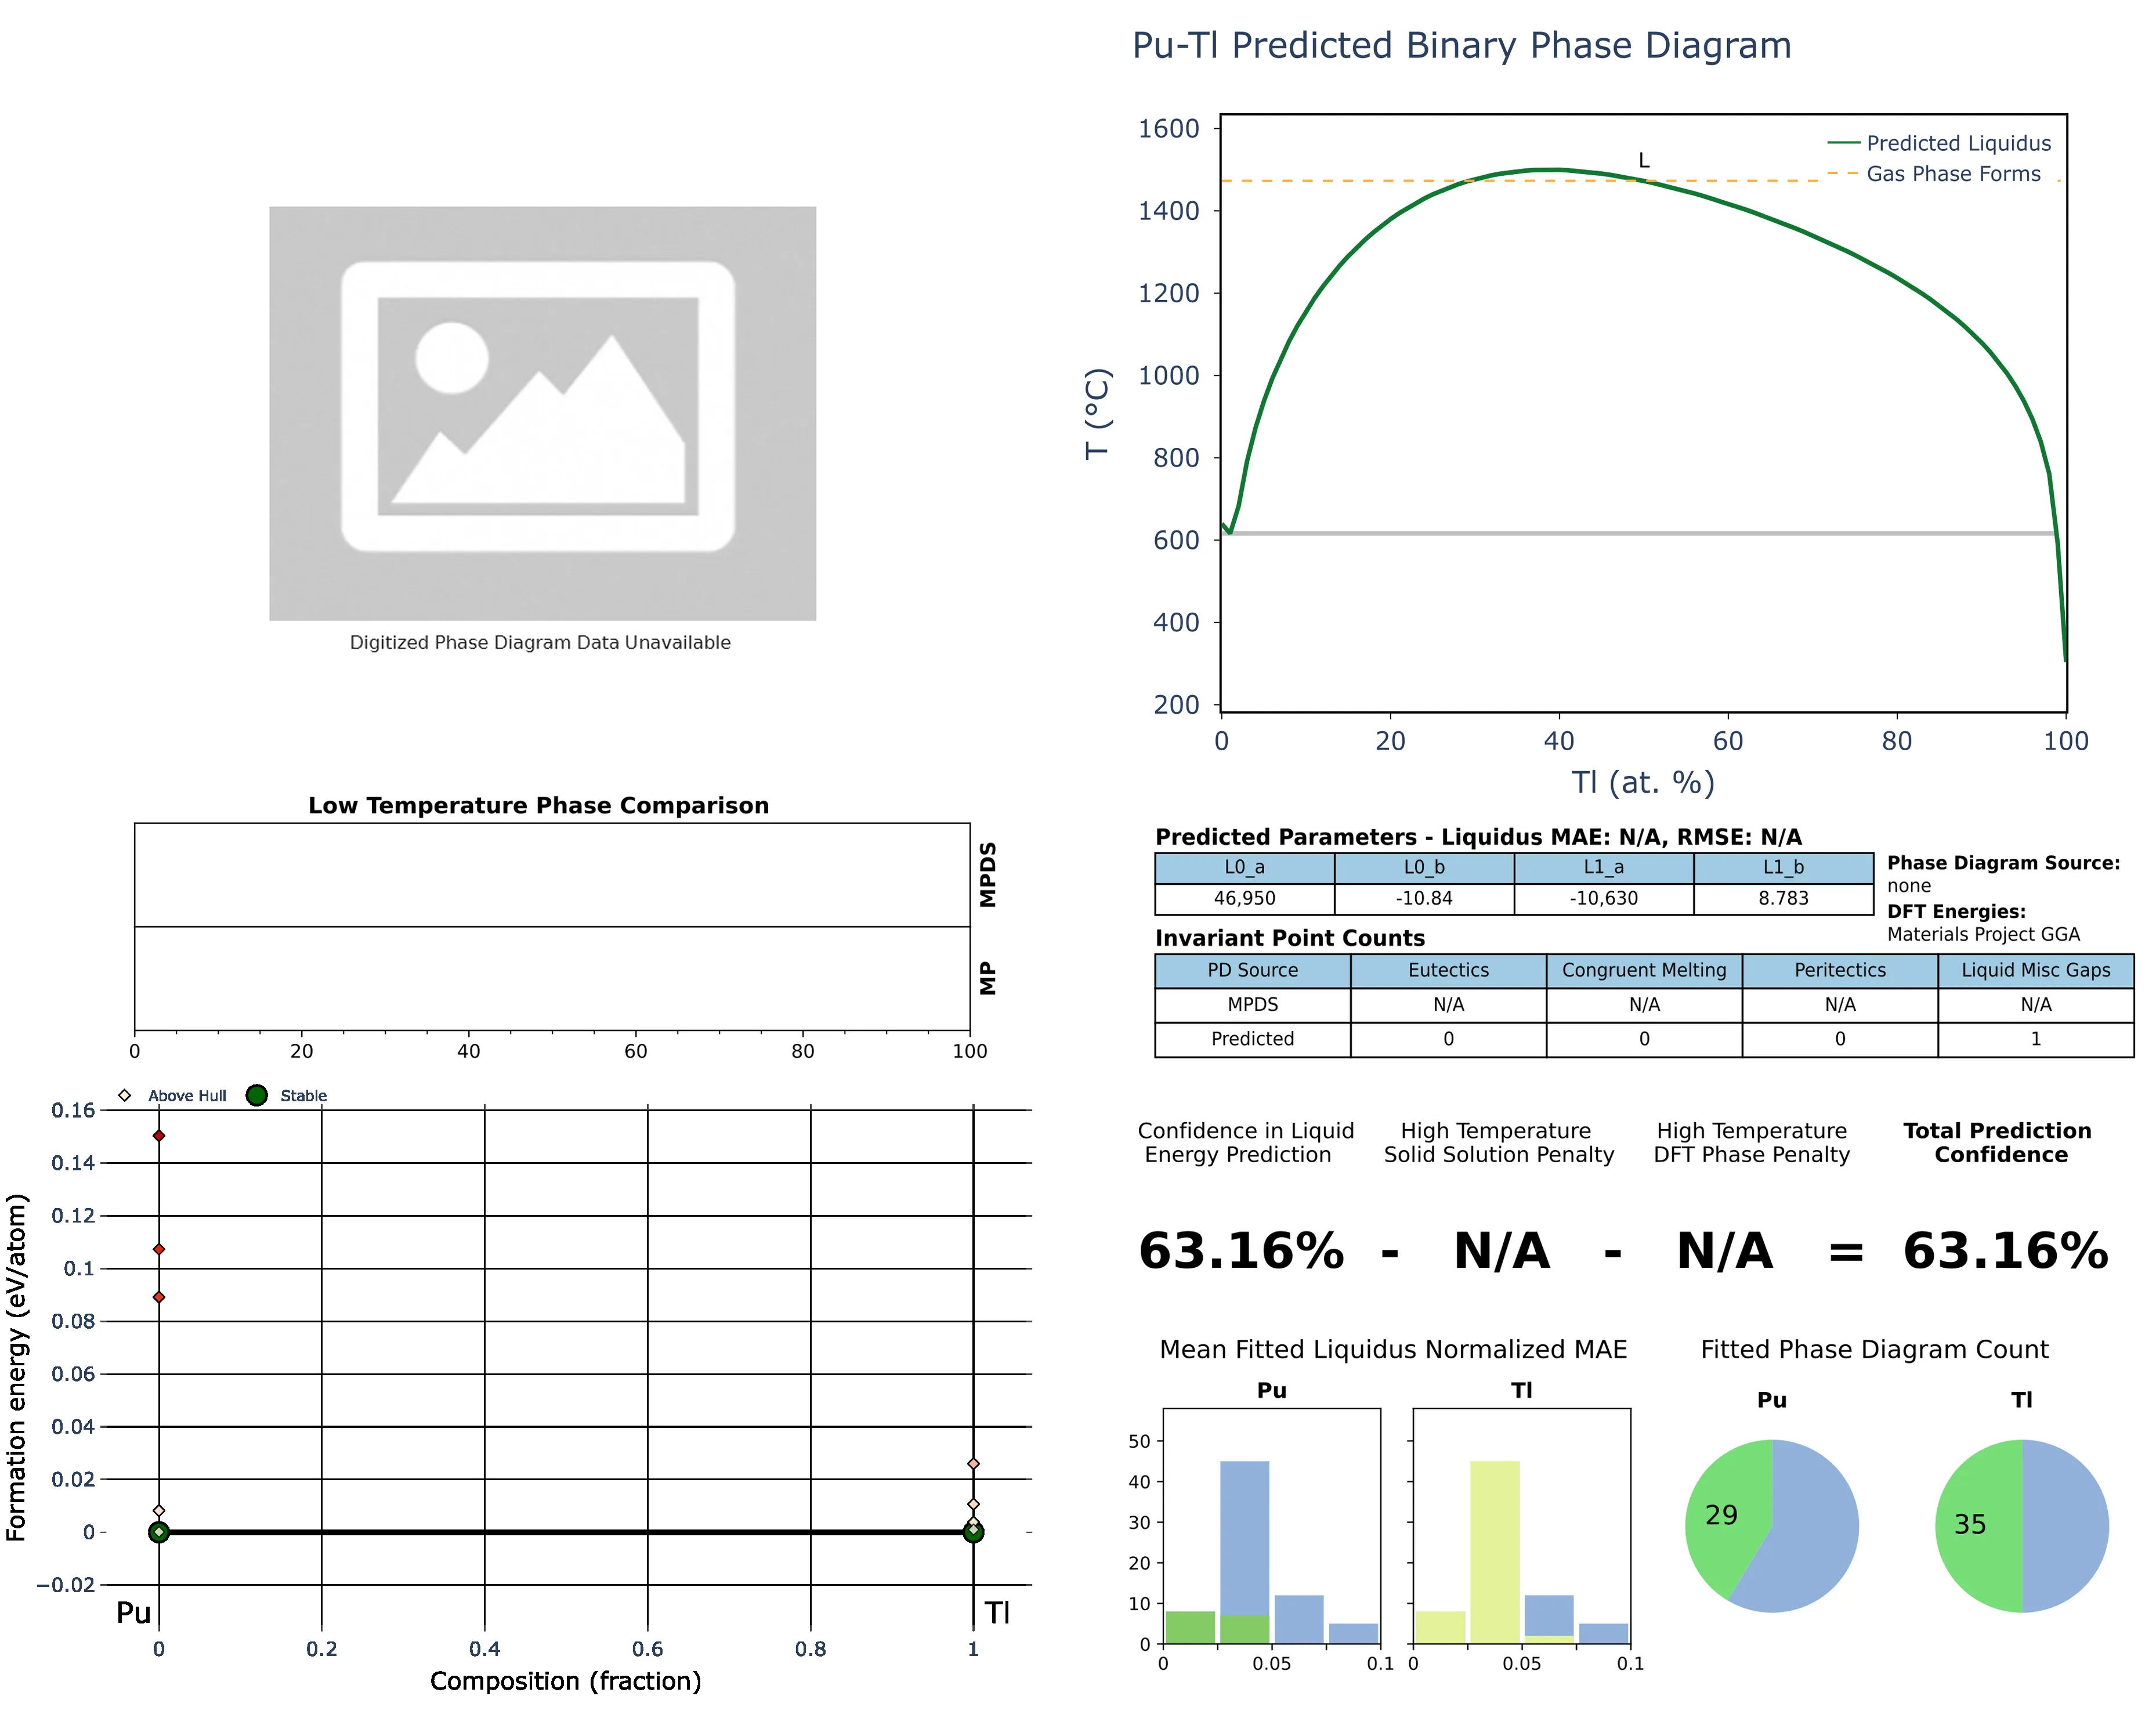 Pu-Tl Predicted Binary Phase Diagram
Digitized Phase Diagram Data Unavailable
T (°C)
1600
1400
1200
1000
800
600
400
200
L
Predicted Liquidus
Gas Phase Forms
0 20 40 60 80 100
Tl (at. %)
Low Temperature Phase Comparison
MPDS
MP
0 20 40 60 80 100
Predicted Parameters - Liquidus MAE: N/A, RMSE: N/A
L0_a L0_b L1_a L1_b
46,950 -10.84 -10,630 8.783
Phase Diagram Source:
none
DFT Energies:
Materials Project GGA
Invariant Point Counts
PD Source Eutectics Congruent Melting Peritectics Liquid Misc Gaps
MPDS N/A N/A N/A N/A
Predicted 0 0 0 1
Above Hull Stable
Formation energy (eV/atom)
0.16
0.14
0.12
0.1
0.08
0.06
0.04
0.02
0
−0.02
Pu Tl
0 0.2 0.4 0.6 0.8 1
Composition (fraction)
Confidence in Liquid
Energy Prediction
High Temperature
Solid Solution Penalty
High Temperature
DFT Phase Penalty
Total Prediction
Confidence
63.16% - N/A - N/A = 63.16%
Mean Fitted Liquidus Normalized MAE
Pu Tl
50
40
30
20
10
0
0 0.05 0.1 0 0.05 0.1
Fitted Phase Diagram Count
Pu Tl
29 35